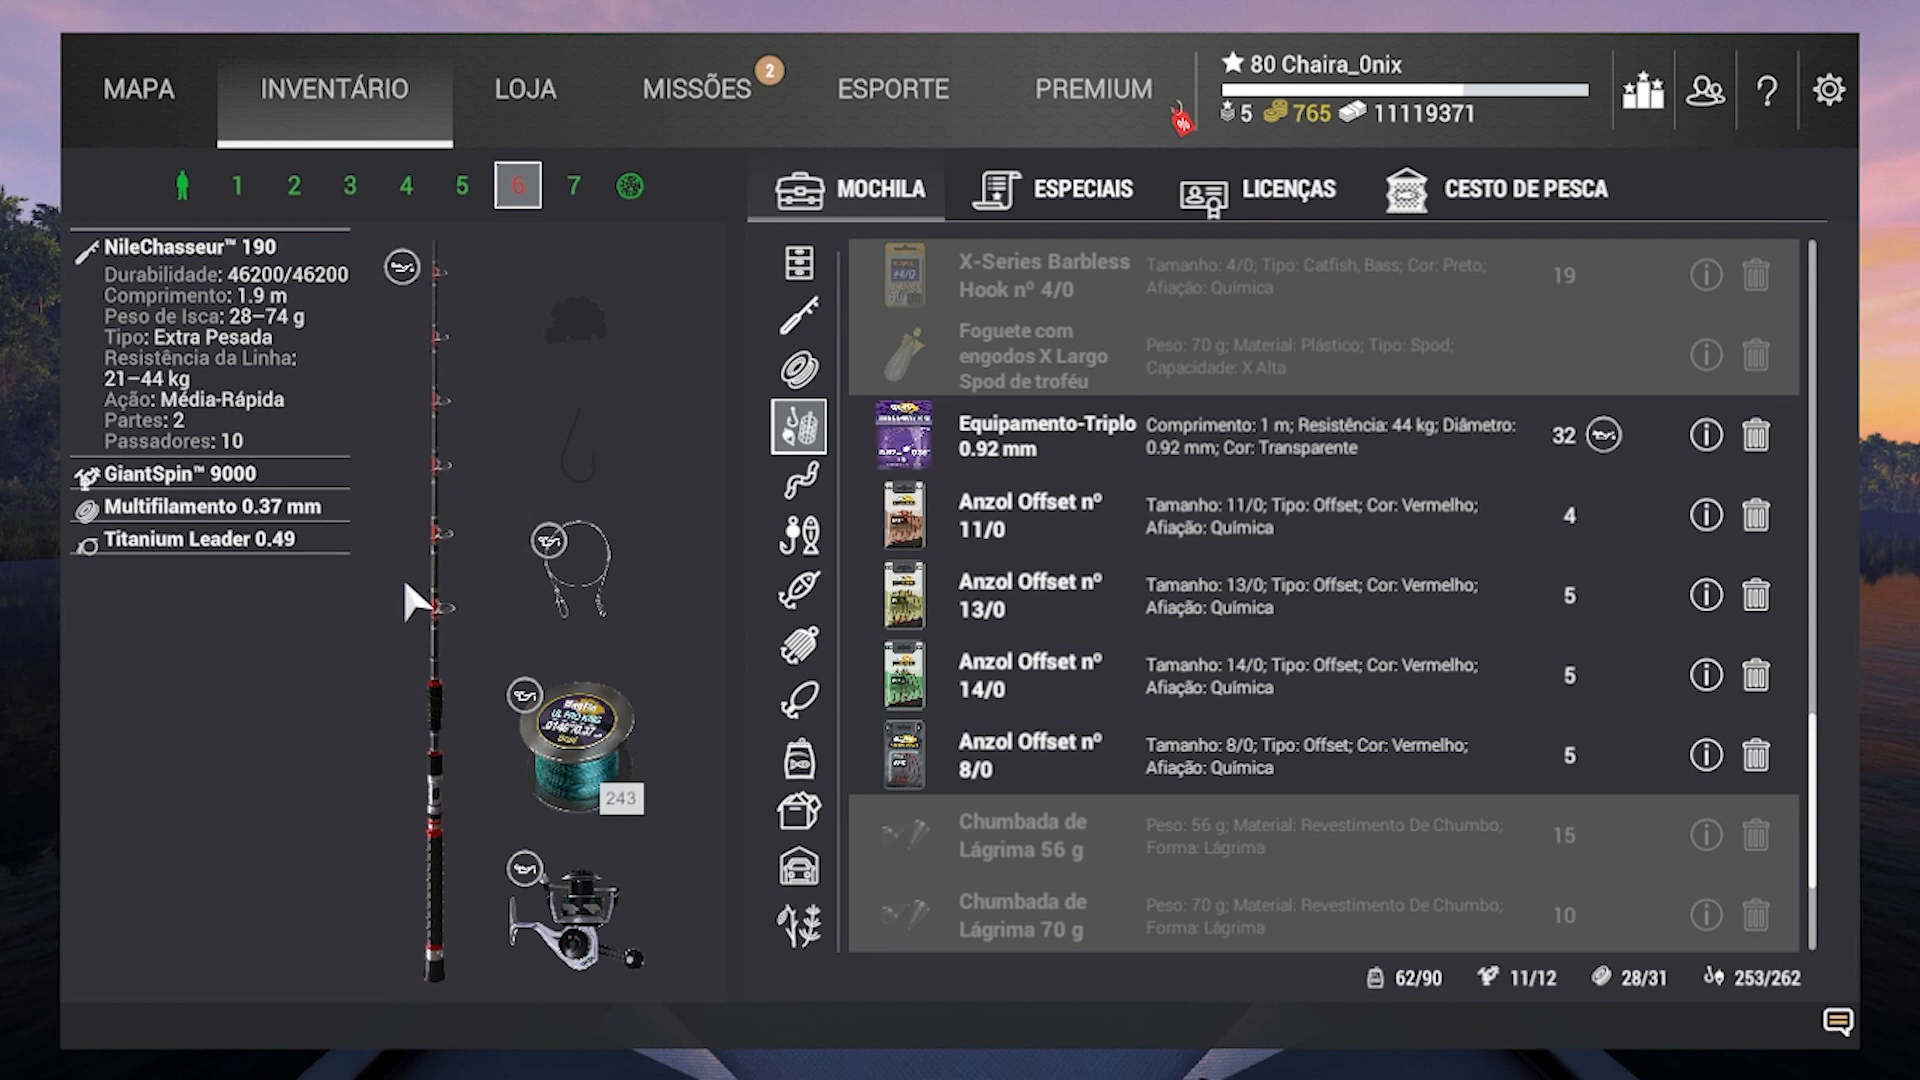 MAPA
INVENTÁRIO
LOJA
MISSÕES
2
ESPORTE
PREMIUM
80 Chaira_0nix
5 765 11119371
?
1 2 3 4 5 6 7
MOCHILA
ESPECIAIS
LICENÇAS
CESTO DE PESCA
NileChasseur™ 190
Durabilidade: 46200/46200
Comprimento: 1.9 m
Peso de Isca: 28–74 g
Tipo: Extra Pesada
Resistência da Linha:
21–44 kg
Ação: Média-Rápida
Partes: 2
Passadores: 10
GiantSpin™ 9000
Multifilamento 0.37 mm
Titanium Leader 0.49
243
X-Series Barbless
Hook nº 4/0
Tamanho: 4/0; Tipo: Catfish, Bass; Cor: Preto;
Afiação: Química
19
Foguete com
engodos X Largo
Spod de troféu
Peso: 70 g; Material: Plástico; Tipo: Spod;
Capacidade: X Alta
Equipamento-Triplo
0.92 mm
Comprimento: 1 m; Resistência: 44 kg; Diâmetro:
0.92 mm; Cor: Transparente
32
Anzol Offset nº
11/0
Tamanho: 11/0; Tipo: Offset; Cor: Vermelho;
Afiação: Química
4
Anzol Offset nº
13/0
Tamanho: 13/0; Tipo: Offset; Cor: Vermelho;
Afiação: Química
5
Anzol Offset nº
14/0
Tamanho: 14/0; Tipo: Offset; Cor: Vermelho;
Afiação: Química
5
Anzol Offset nº
8/0
Tamanho: 8/0; Tipo: Offset; Cor: Vermelho;
Afiação: Química
5
Chumbada de
Lágrima 56 g
Peso: 56 g; Material: Revestimento De Chumbo;
Forma: Lágrima
15
Chumbada de
Lágrima 70 g
Peso: 70 g; Material: Revestimento De Chumbo;
Forma: Lágrima
10
62/90 11/12 28/31 253/262